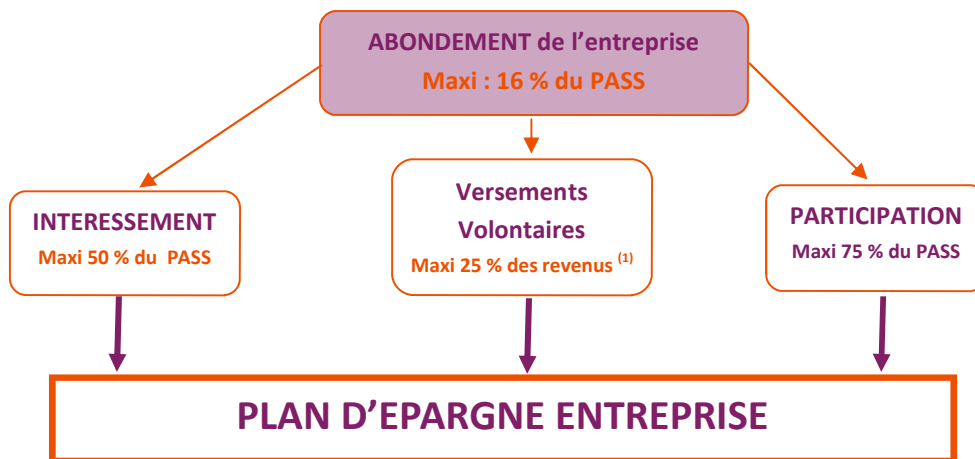 ABONDEMENT de l’entreprise
Maxi : 16 % du PASS
INTERESSEMENT
Maxi 50 % du PASS
Versements
Volontaires
Maxi 25 % des revenus (1)
PARTICIPATION
Maxi 75 % du PASS
PLAN D’EPARGNE ENTREPRISE